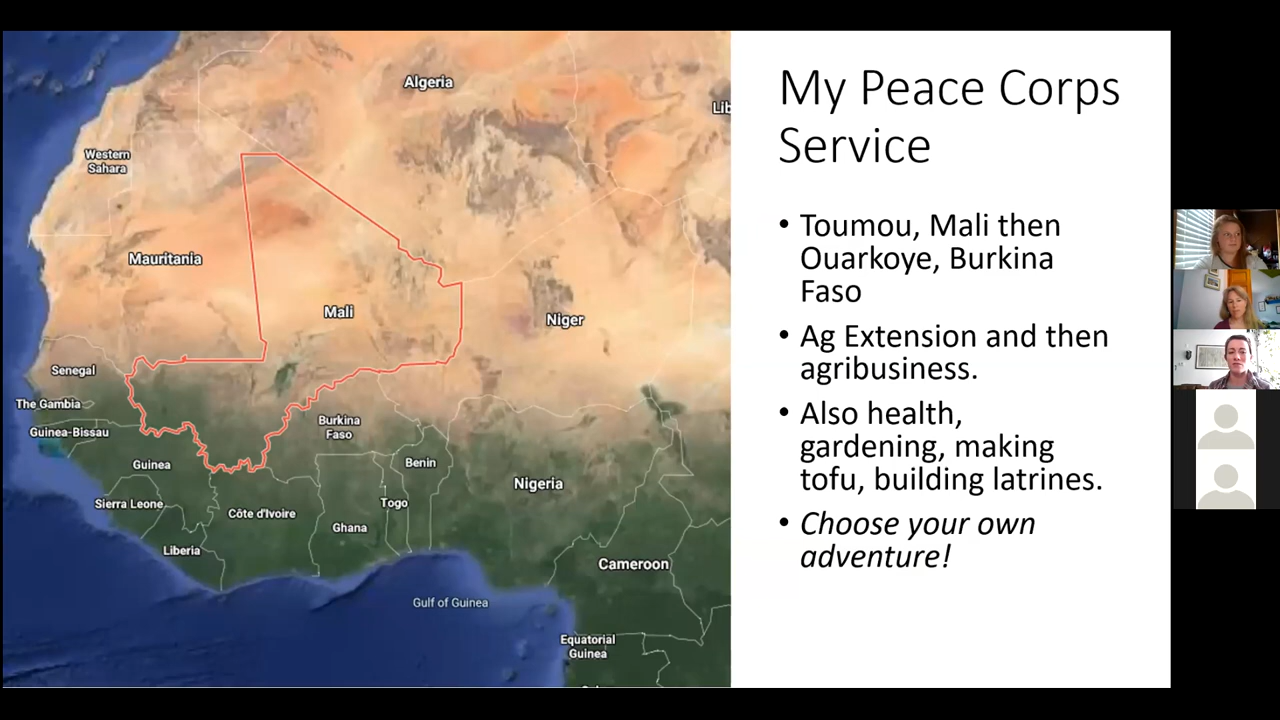 My Peace Corps
Service
• Toumou, Mali then
Ouarkoye, Burkina
Faso
• Ag Extension and then
agribusiness.
• Also health,
gardening, making
tofu, building latrines.
• Choose your own
adventure!
Algeria
Lib
Western
Sahara
Mauritania
Mali
Niger
Senegal
The Gambia
Guinea-Bissau
Burkina
Faso
Guinea
Benin
Nigeria
Sierra Leone
Côte d'Ivoire
Togo
Ghana
Liberia
Cameroon
Gulf of Guinea
Equatorial
Guinea